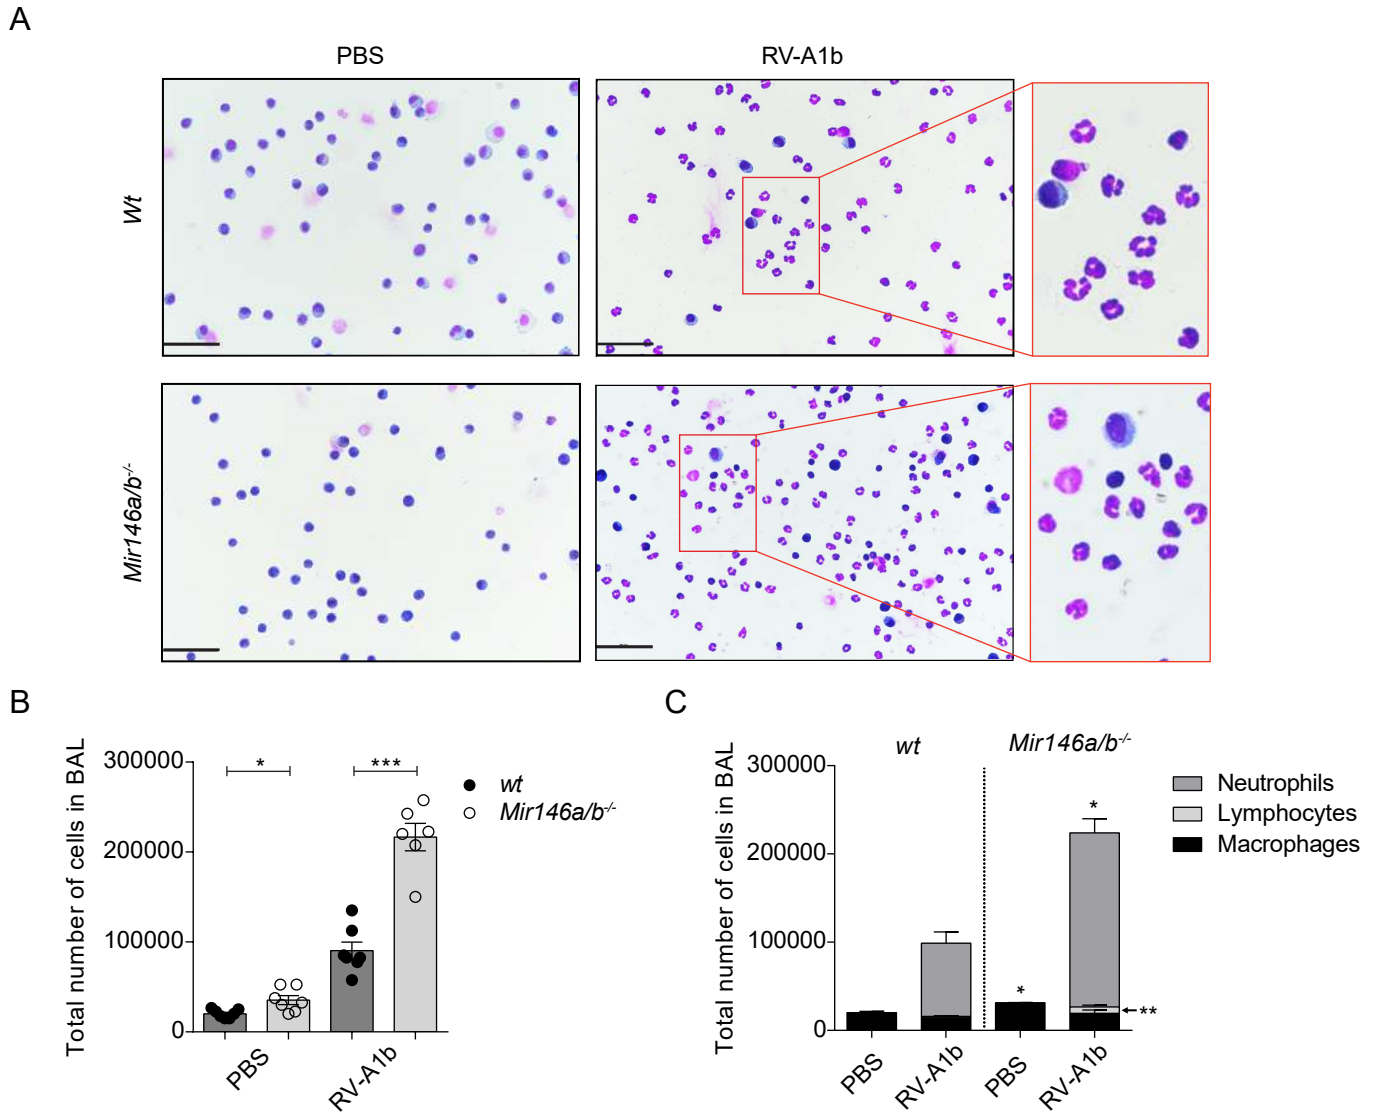 A
PBS
RV-A1b
Wt
Mir146a/b-/-
B
Total number of cells in BAL
300000
200000
100000
0
*
***
wt
Mir146a/b-/-
PBS
RV-A1b
C
Total number of cells in BAL
300000
200000
100000
0
wt
Mir146a/b-/-
*
*
**
Neutrophils
Lymphocytes
Macrophages
PBS
RV-A1b
PBS
RV-A1b